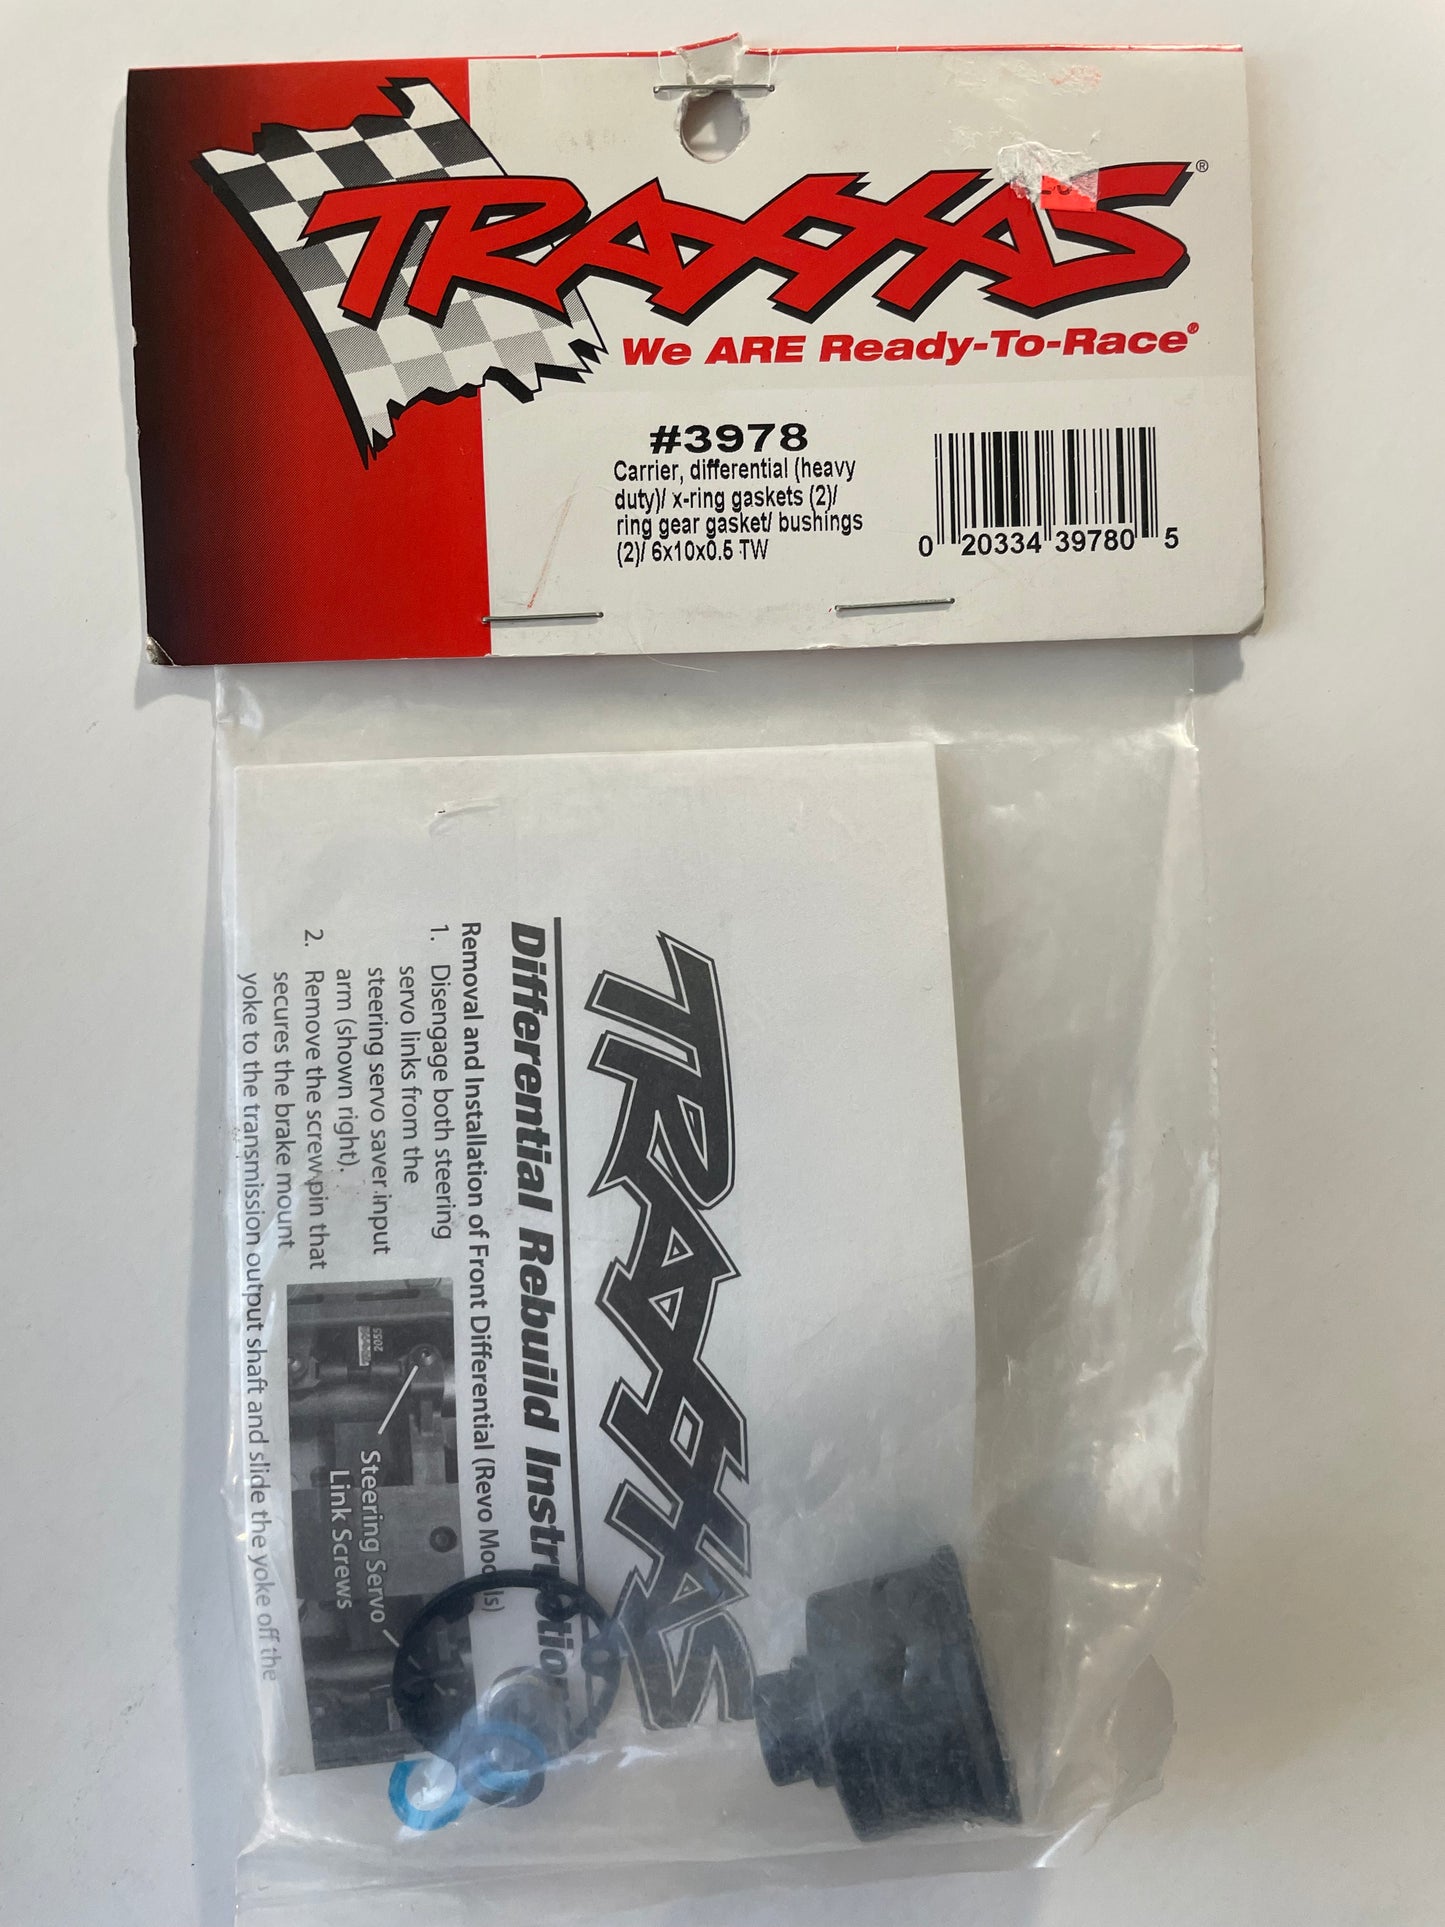 TRAXXAS®
We ARE Ready-To-Race®
#3978
Carrier, differential (heavy
duty)/ x-ring gaskets (2)/
ring gear gasket/ bushings
(2)/ 6x10x0.5 TW
0 20334 39780 5
TRAXXAS
Differential Rebuild
Removal and Installation of Front Differential (Revo
1. Disengage both steering
servo links from the
steering servo saver input
arm (shown right).
2. Remove the screw pin that
secures the brake mount
yoke to the transmission output shaft and slide the yoke off the
2055
Steering Servo
Link Screws